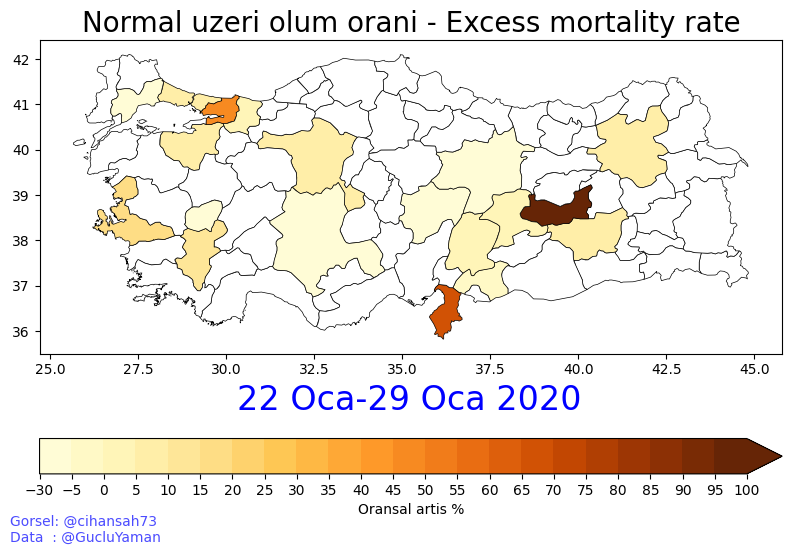 Normal uzeri olum orani - Excess mortality rate
42
41
40
39
38
37
36
25.0 27.5 30.0 32.5 35.0 37.5 40.0 42.5 45.0
22 Oca-29 Oca 2020
−30 −5 0 5 10 15 20 25 30 35 40 45 50 55 60 65 70 75 80 85 90 95 100
Oransal artis %
Gorsel: @cihansah73
Data : @GucluYaman